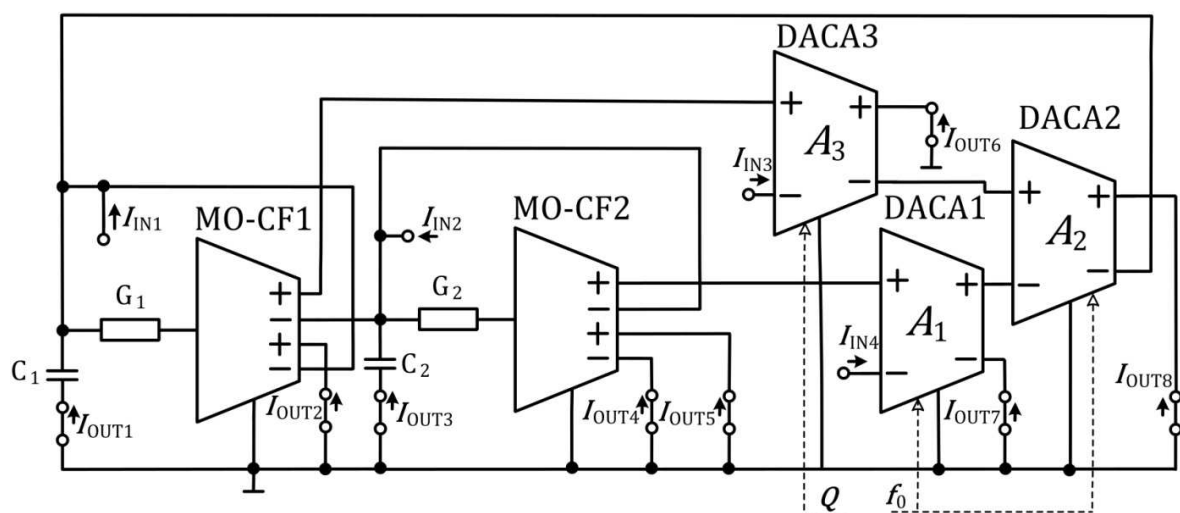 DACA3
+
+
A3
IOUT6
DACA2
IIN3
−
−
DACA1
+
+
A2
−
−
MO-CF1
MO-CF2
IIN1
IIN2
G1
+
−
+
−
G2
+
−
+
−
+
+
A1
IIN4
−
−
C1
C2
IOUT1
IOUT2
IOUT3
IOUT4
IOUT5
IOUT7
IOUT8
Q
f0